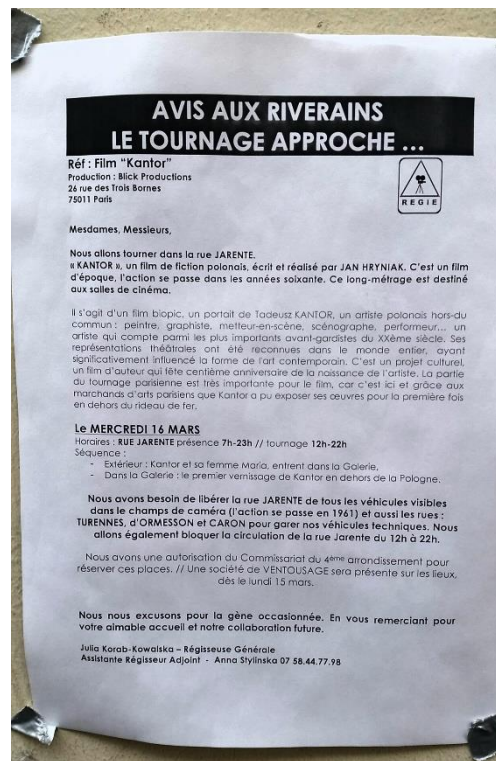 AVIS AUX RIVERAINS
LE TOURNAGE APPROCHE ...
Réf : Film "Kantor"
Production : Blick Productions
26 rue des Trois Bornes
75011 Paris
REGIE
Mesdames, Messieurs,
Nous allons tourner dans la rue JARENTE.
« KANTOR », un film de fiction polonais, écrit et réalisé par JAN HRYNIAK. C'est un film
d'époque, l'action se passe dans les années soixante. Ce long-métrage est destiné
aux salles de cinéma.
Il s'agit d'un film biopic, un portait de Tadeusz KANTOR, un artiste polonais hors-du
commun : peintre, graphiste, metteur-en-scène, scénographe, performeur... un
artiste qui compte parmi les plus importants avant-gardistes du XXème siècle. Ses
représentations théâtrales ont été reconnues dans le monde entier, ayant
significativement influencé la forme de l'art contemporain. C'est un projet culturel,
un film d'auteur qui fête centième anniversaire de la naissance de l'artiste. La partie
du tournage parisienne est très importante pour le film, car c'est ici et grâce aux
marchands d'arts parisiens que Kantor a pu exposer ses œuvres pour la première fois
en dehors du rideau de fer.
Le MERCREDI 16 MARS
Horaires : RUE JARENTE présence 7h-23h // tournage 12h-22h
Séquence :
- Extérieur : Kantor et sa femme Maria, entrent dans la Galerie,
- Dans la Galerie : le premier vernissage de Kantor en dehors de la Pologne.
Nous avons besoin de libérer la rue JARENTE de tous les véhicules visibles
dans le champs de caméra (l'action se passe en 1961) et aussi les rues :
TURENNES, d'ORMESSON et CARON pour garer nos véhicules techniques. Nous
allons également bloquer la circulation de la rue Jarente du 12h à 22h.
Nous avons une autorisation du Commissariat du 4ème arrondissement pour
réserver ces places. // Une société de VENTOUSAGE sera présente sur les lieux,
dès le lundi 15 mars.
Nous nous excusons pour la gène occasionnée. En vous remerciant pour
votre aimable accueil et notre collaboration future.
Julia Korab-Kowalska – Régisseuse Générale
Assistante Régisseur Adjoint - Anna Stylinska 07 58.44.77.98